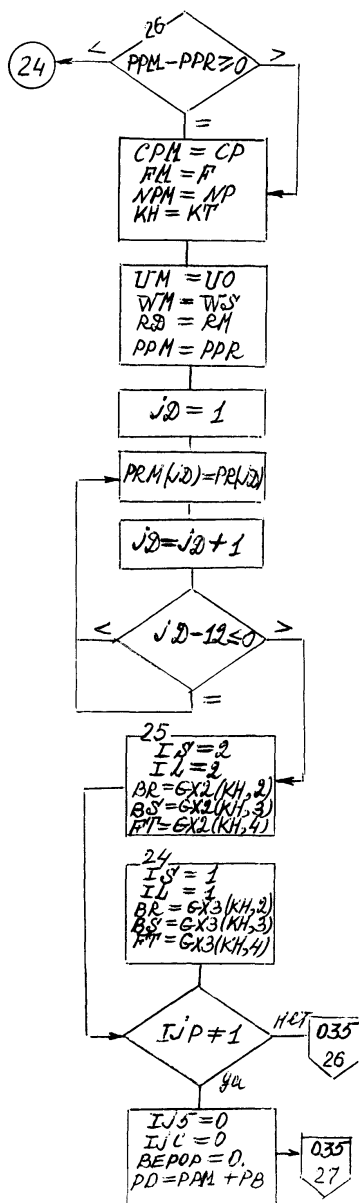 26
<
24
PPM-PPR≥0
>
=
CPM = CP
FM = F
NPM = NP
KH = KT
UM = UO
WM = WS
RD = RM
PPM = PPR
jD = 1
PRM(jD)=PR(jD)
jD=jD+1
<
jD-12≤0
>
=
25
IS=2
IL=2
BR=GX2(KH,2)
BS=GX2(KH,3)
FT=GX2(KH,4)
24
IS = 1
IL = 1
BR = GX3(KH,2)
BS=GX3(KH,3)
FT=GX3(KH,4)
IjP≠1
нет
035
26
да
Ij5=0
IjC=0
BEPOP=0.
PD=PPM+PB
035
27